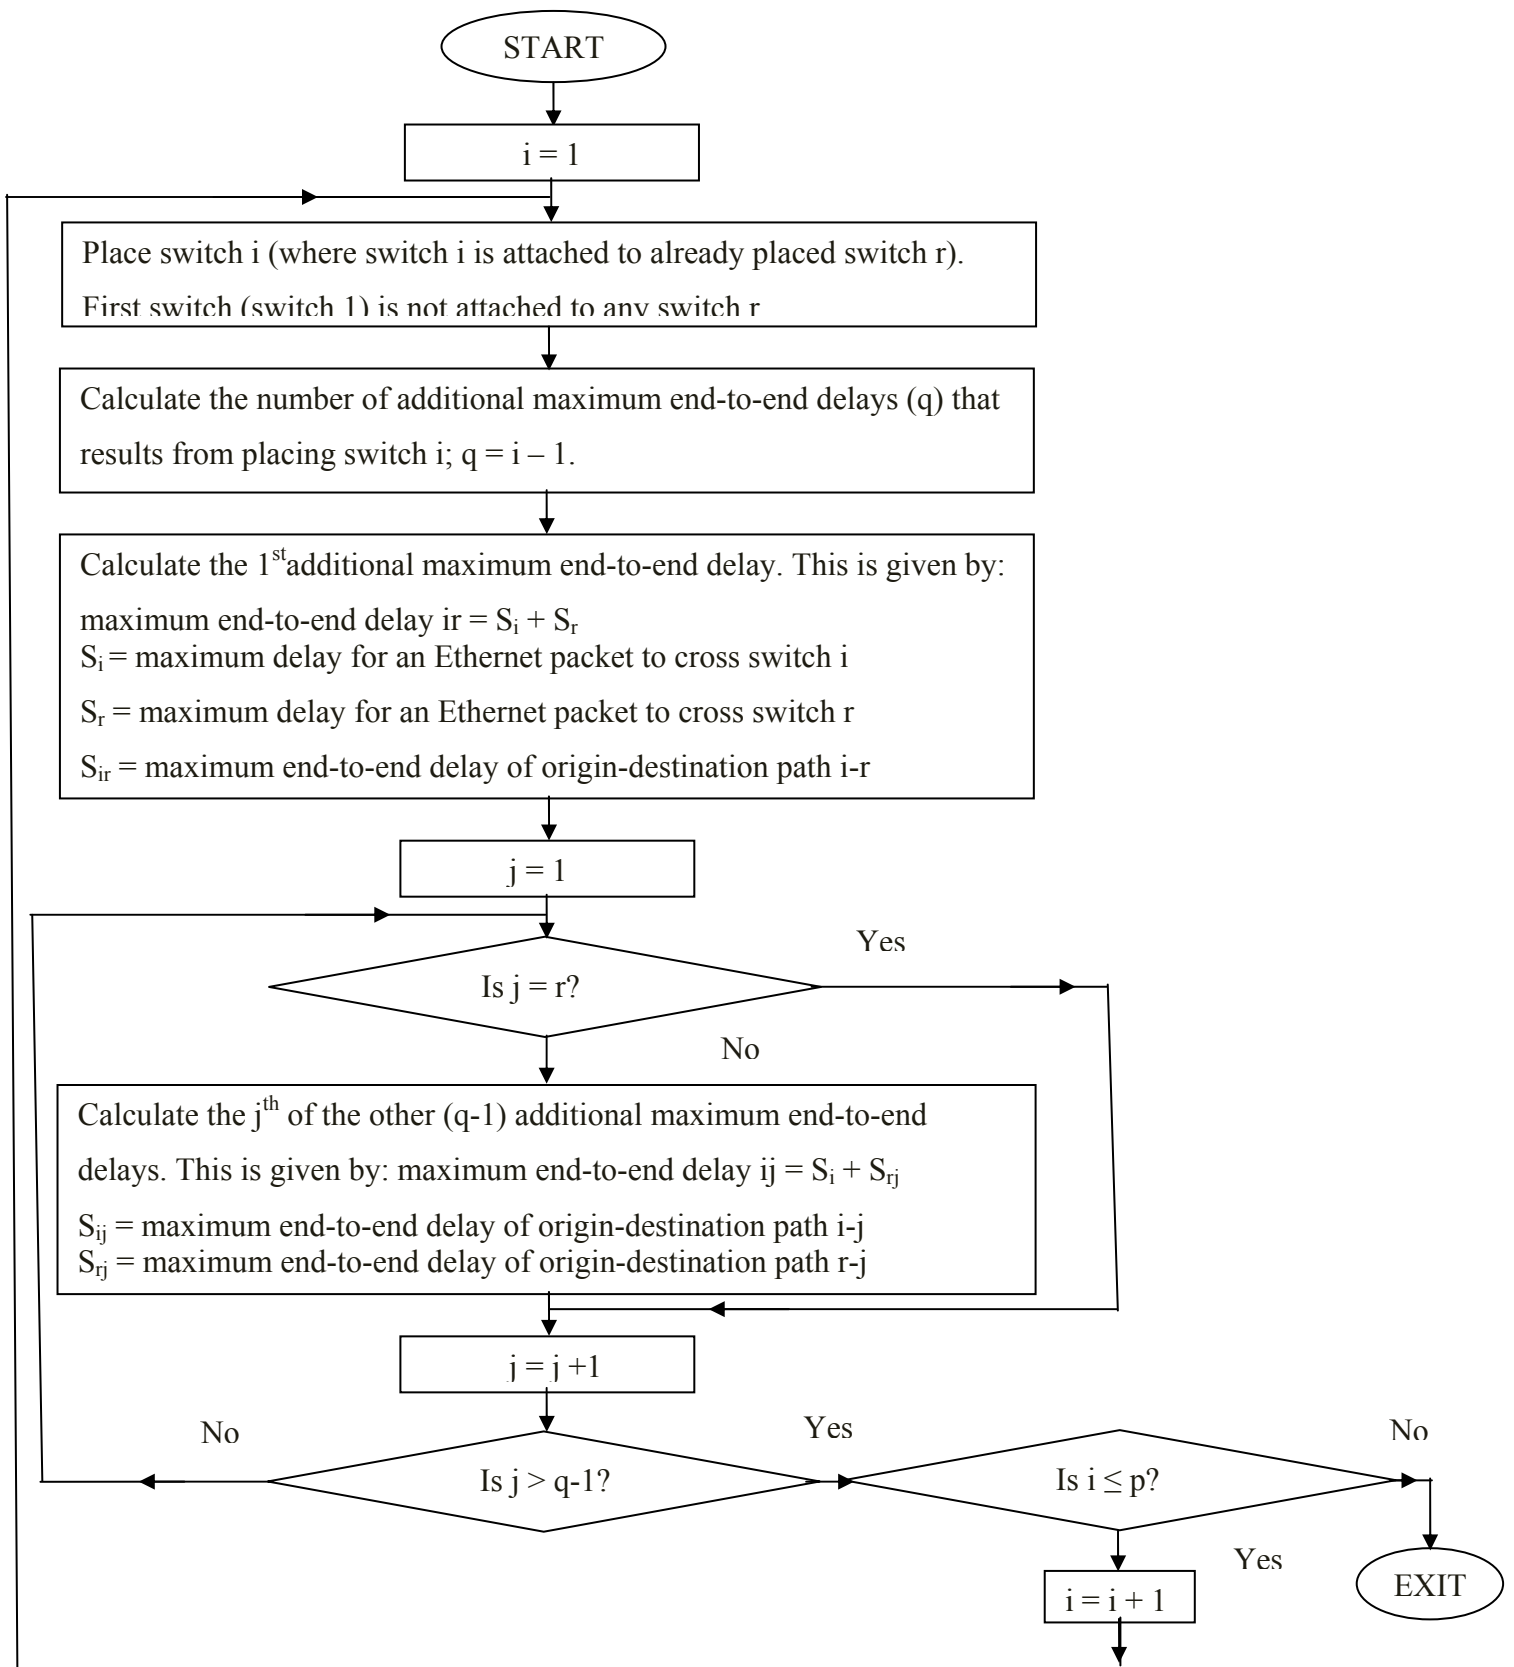 START
i = 1
Place switch i (where switch i is attached to already placed switch r).
First switch (switch 1) is not attached to any switch r
Calculate the number of additional maximum end-to-end delays (q) that
results from placing switch i; q = i – 1.
Calculate the 1st additional maximum end-to-end delay. This is given by:
maximum end-to-end delay ir = Si + Sr
Si = maximum delay for an Ethernet packet to cross switch i
Sr = maximum delay for an Ethernet packet to cross switch r
Sir = maximum end-to-end delay of origin-destination path i-r
j = 1
Yes
Is j = r?
No
Calculate the jth of the other (q-1) additional maximum end-to-end
delays. This is given by: maximum end-to-end delay ij = Si + Srj
Sij = maximum end-to-end delay of origin-destination path i-j
Srj = maximum end-to-end delay of origin-destination path r-j
j = j +1
No
Yes
No
Is j > q-1?
Is i ≤ p?
Yes
i = i + 1
EXIT